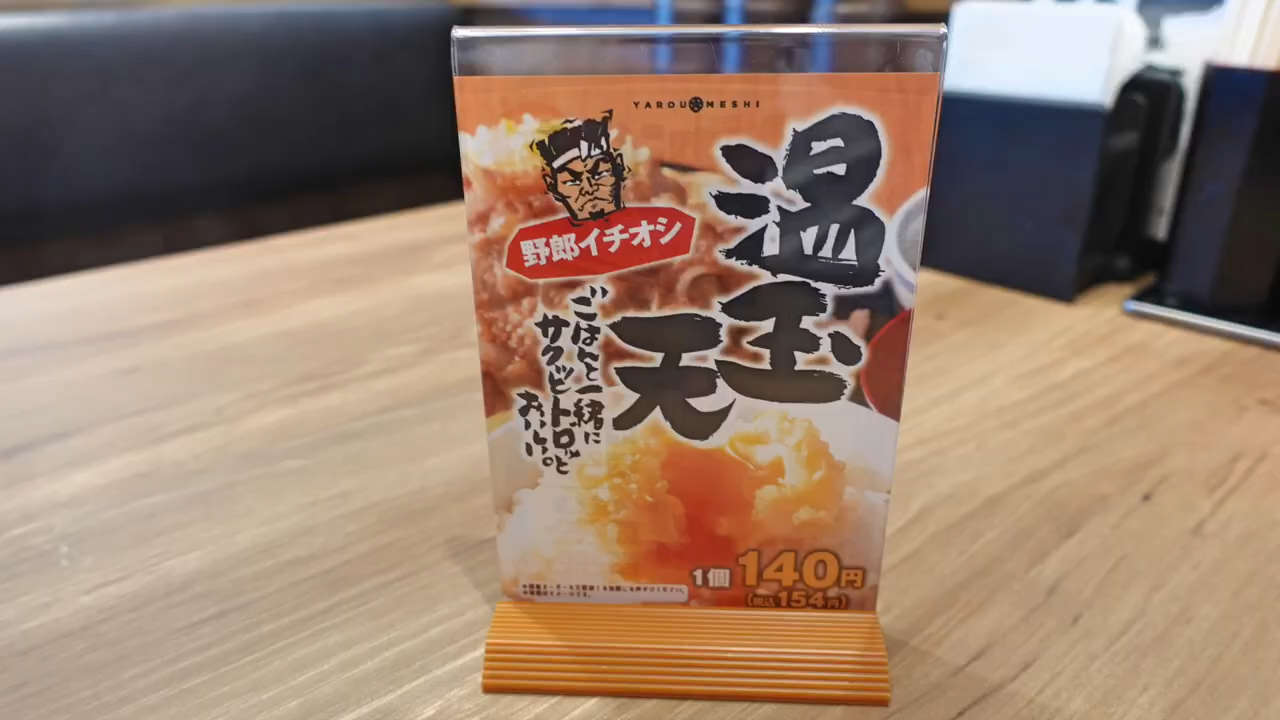 YAROU MESHI
温玉天
野郎イチオシ
ごはんと一緒に
サクッとトロッと
おいしい。
1個 140円
(税込154円)